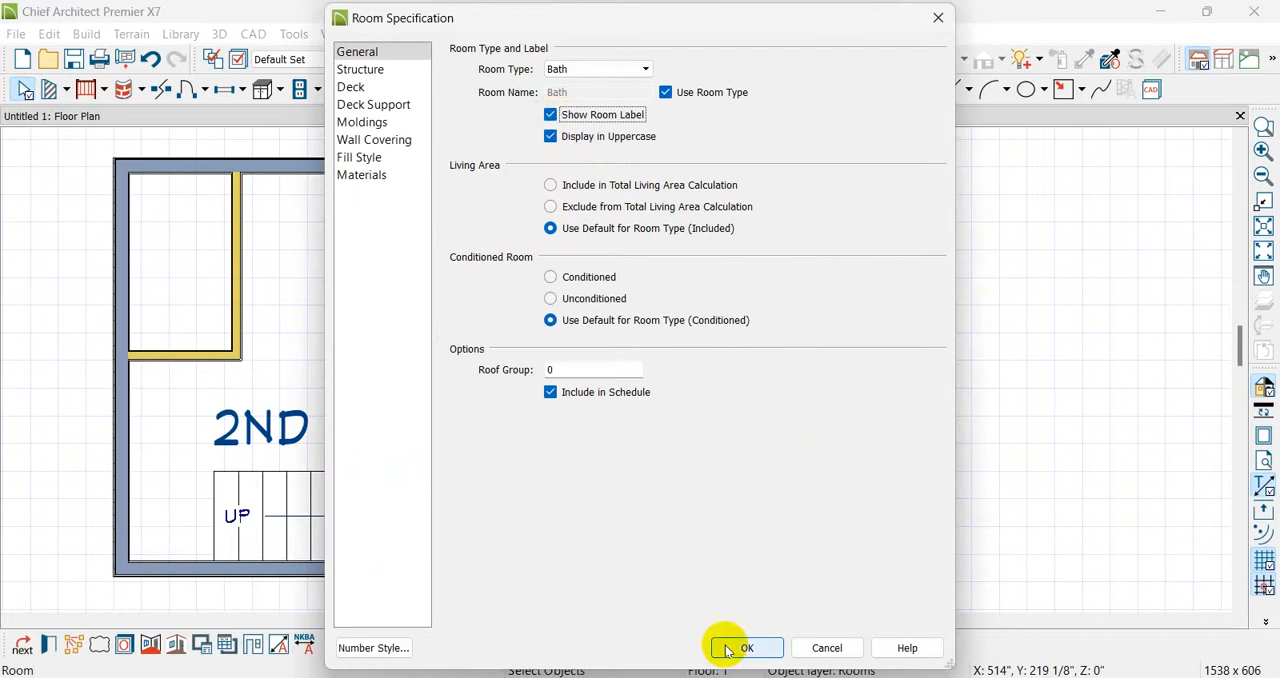 Chief Architect Premier X7
File Edit Build Terrain Library 3D CAD Tools
Default Set
Untitled 1: Floor Plan
Room Specification
General
Structure
Deck
Deck Support
Moldings
Wall Covering
Fill Style
Materials
Room Type and Label
Room Type: Bath
Room Name: Bath Use Room Type
Show Room Label
Display in Uppercase
Living Area
Include in Total Living Area Calculation
Exclude from Total Living Area Calculation
Use Default for Room Type (Included)
Conditioned Room
Conditioned
Unconditioned
Use Default for Room Type (Conditioned)
Options
Roof Group: 0
Include in Schedule
Number Style... OK Cancel Help
2ND
UP
CAD
next
NKBA
Room Select Objects Floor: 1 Object layer: Rooms X: 514", Y: 219 1/8", Z: 0" 1538 x 606